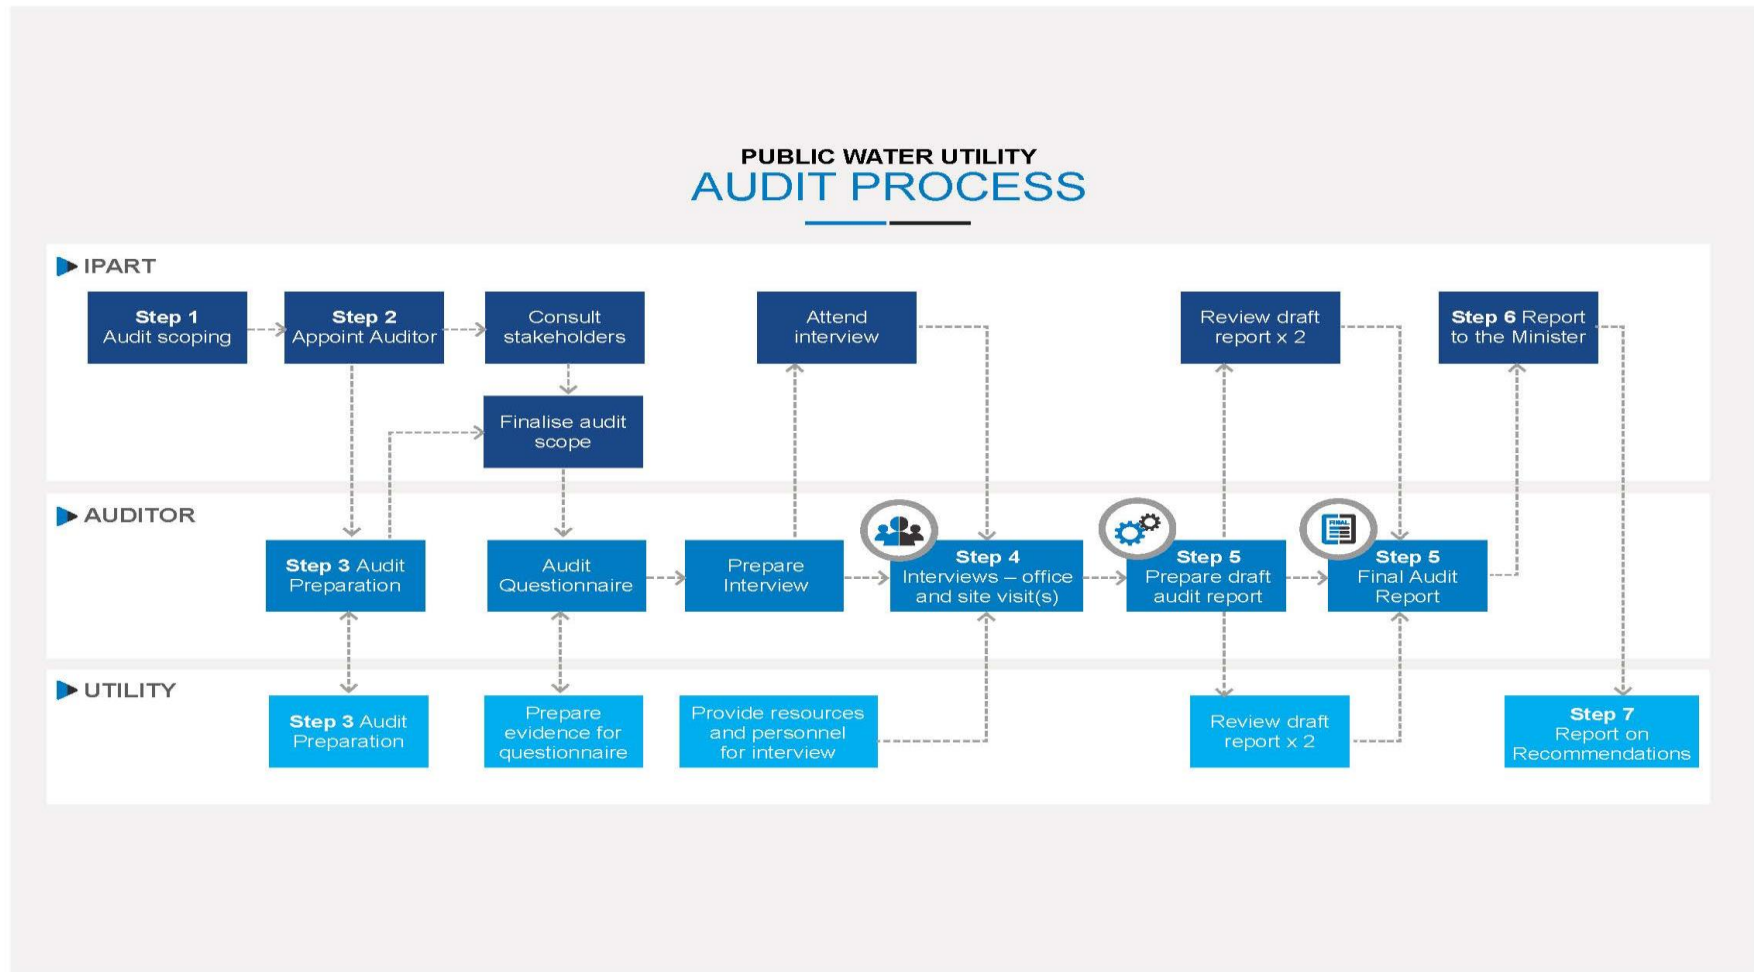 PUBLIC WATER UTILITY
AUDIT PROCESS
IPART
Step 1
Audit scoping
Step 2
Appoint Auditor
Consult
stakeholders
Attend
interview
Review draft
report x 2
Step 6 Report
to the Minister
Finalise audit
scope
AUDITOR
Step 3 Audit
Preparation
Audit
Questionnaire
Prepare
Interview
Step 4
Interviews – office
and site visit(s)
Step 5
Prepare draft
audit report
FINAL
Step 5
Final Audit
Report
UTILITY
Step 3 Audit
Preparation
Prepare
evidence for
questionnaire
Provide resources
and personnel
for interview
Review draft
report x 2
Step 7
Report on
Recommendations